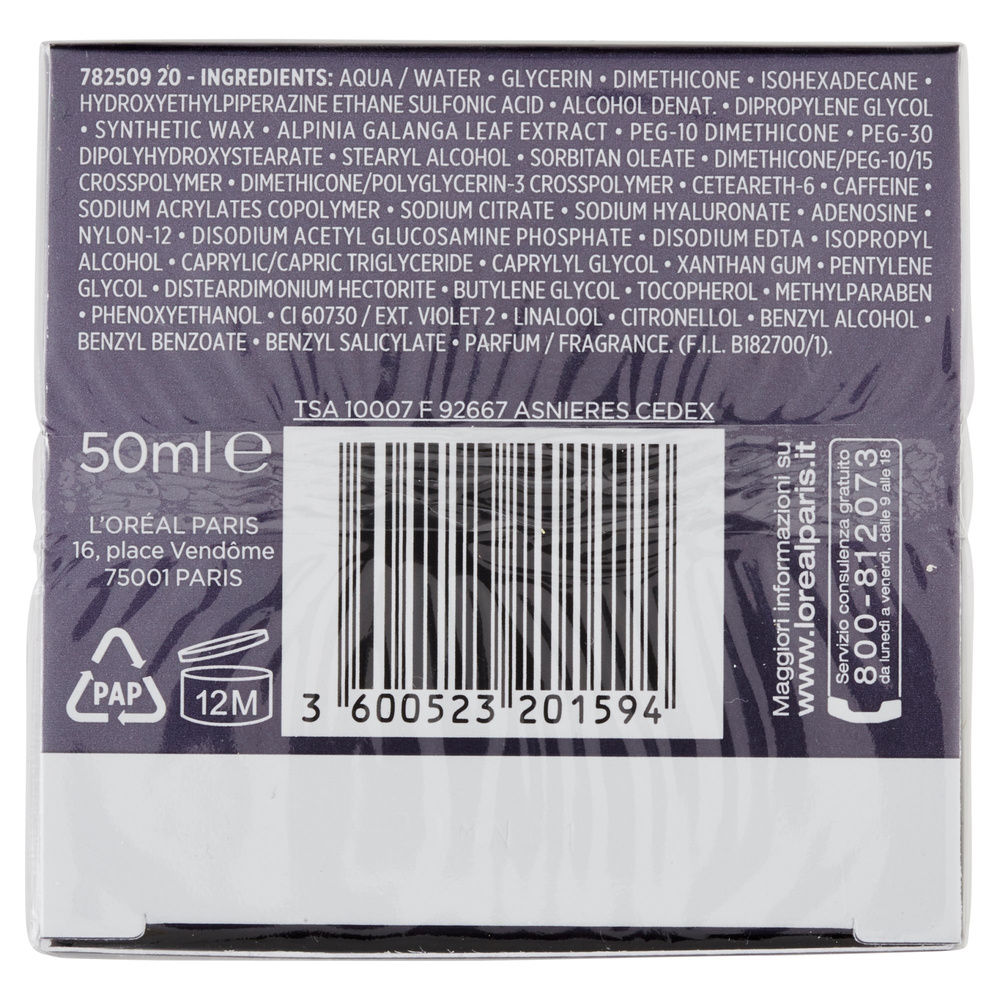 782509 20 - INGREDIENTS: AQUA / WATER • GLYCERIN • DIMETHICONE • ISOHEXADECANE •
HYDROXYETHYLPIPERAZINE ETHANE SULFONIC ACID • ALCOHOL DENAT. • DIPROPYLENE GLYCOL
• SYNTHETIC WAX • ALPINIA GALANGA LEAF EXTRACT • PEG-10 DIMETHICONE • PEG-30
DIPOLYHYDROXYSTEARATE • STEARYL ALCOHOL • SORBITAN OLEATE • DIMETHICONE/PEG-10/15
CROSSPOLYMER • DIMETHICONE/POLYGLYCERIN-3 CROSSPOLYMER • CETEARETH-6 • CAFFEINE •
SODIUM ACRYLATES COPOLYMER • SODIUM CITRATE • SODIUM HYALURONATE • ADENOSINE •
NYLON-12 • DISODIUM ACETYL GLUCOSAMINE PHOSPHATE • DISODIUM EDTA • ISOPROPYL
ALCOHOL • CAPRYLIC/CAPRIC TRIGLYCERIDE • CAPRYLYL GLYCOL • XANTHAN GUM • PENTYLENE
GLYCOL • DISTEARDIMONIUM HECTORITE • BUTYLENE GLYCOL • TOCOPHEROL • METHYLPARABEN
• PHENOXYETHANOL • CI 60730 / EXT. VIOLET 2 • LINALOOL • CITRONELLOL • BENZYL ALCOHOL •
BENZYL BENZOATE • BENZYL SALICYLATE • PARFUM / FRAGRANCE. (F.I.L. B182700/1).
TSA 10007 F 92667 ASNIERES CEDEX
50ml e
L'ORÉAL PARIS
16, place Vendôme
75001 PARIS
PAP
12M
3 600523 201594
Maggiori informazioni su
www.lorealparis.it
Servizio consulenza gratuito
800-812073
da lunedì a venerdì, dalle 9 alle 18